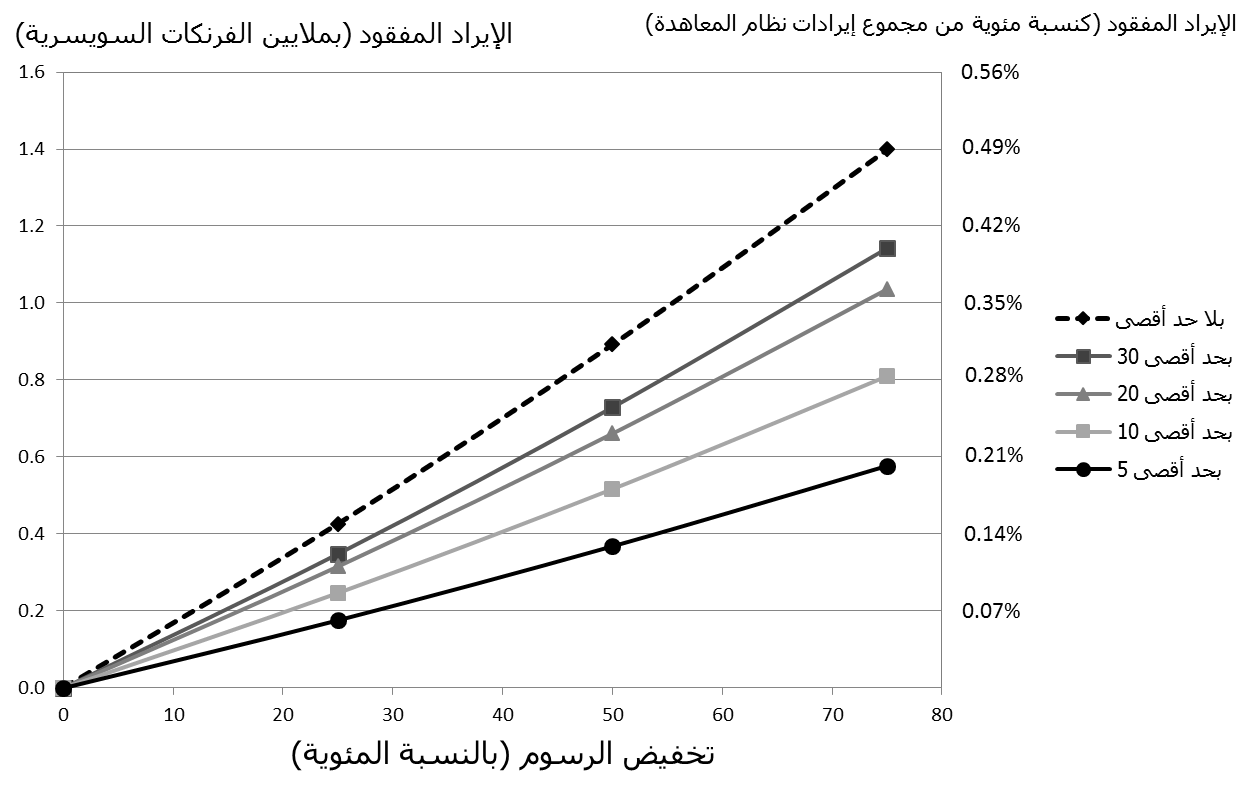 الإيراد المفقود (كنسبة مئوية من مجموع إيرادات نظام المعاهدة)
الإيراد المفقود (بملايين الفرنكات السويسرية)
1.6
1.4
1.2
1.0
0.8
0.6
0.4
0.2
0.0
0.56%
0.49%
0.42%
0.35%
0.28%
0.21%
0.14%
0.07%
بلا حد أقصى
بحد أقصى 30
بحد أقصى 20
بحد أقصى 10
بحد أقصى 5
0 10 20 30 40 50 60 70 80
تخفيض الرسوم (بالنسبة المئوية)